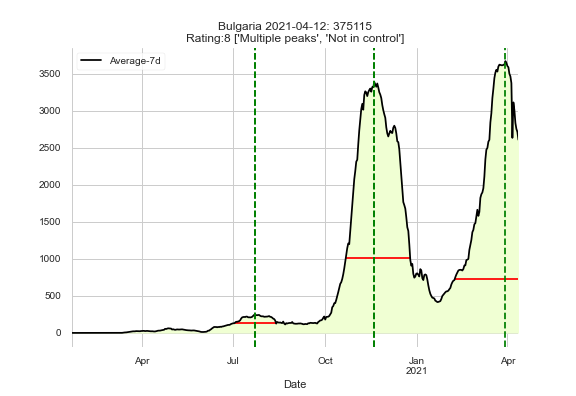 Bulgaria 2021-04-12: 375115
Rating:8 ['Multiple peaks', 'Not in control']
Average-7d
3500
3000
2500
2000
1500
1000
500
0
Apr
Jul
Oct
Jan
2021
Apr
Date